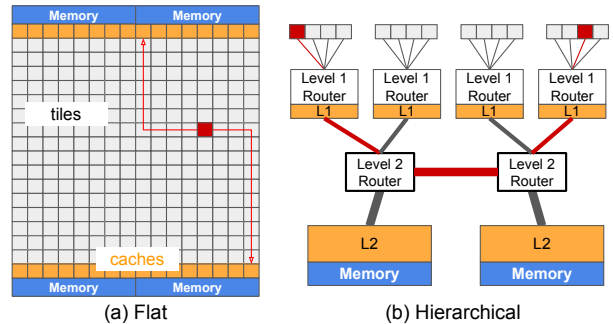 Memory Memory
tiles
caches
Memory Memory
(a) Flat
Level 1 Router L1
Level 1 Router L1
Level 1 Router L1
Level 1 Router L1
Level 2 Router
Level 2 Router
L2
Memory
L2
Memory
(b) Hierarchical